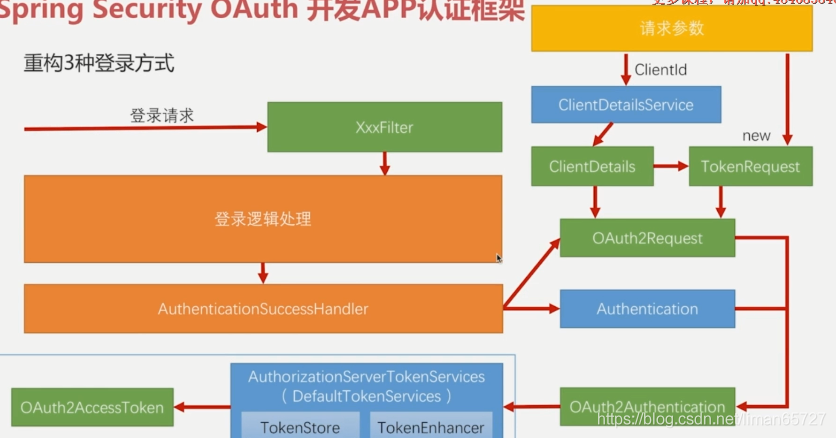 Spring Security OAuth 开发APP认证框架
请求参数
重构3种登录方式
ClientId
登录请求
XxxFilter
ClientDetailsService
new
ClientDetails
TokenRequest
登录逻辑处理
OAuth2Request
AuthenticationSuccessHandler
Authentication
AuthorizationServerTokenServices
（DefaultTokenServices）
OAuth2AccessToken
OAuth2Authentication
TokenStore
TokenEnhancer
https://blog.csdn.net/liman65727